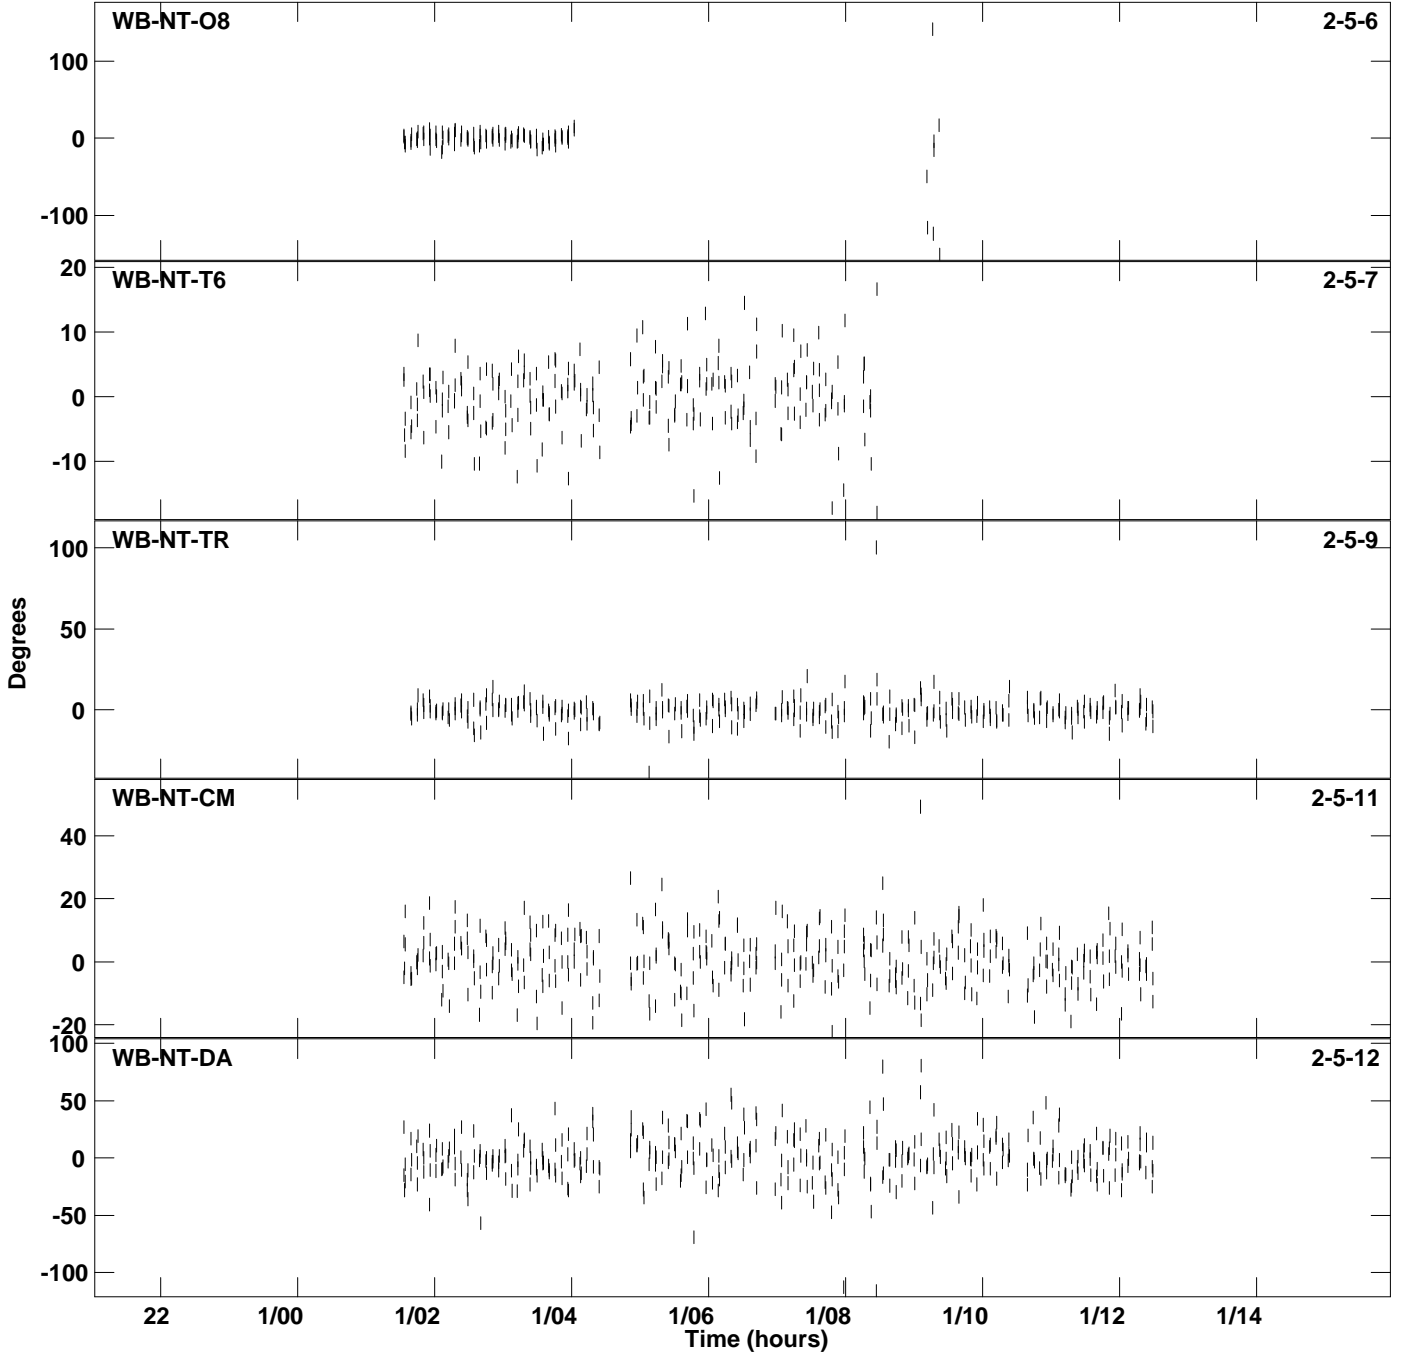 WB-NT-O8 2-5-6
100
0
-100
WB-NT-T6 2-5-7
20
10
0
-10
WB-NT-TR 2-5-9
100
50
0
WB-NT-CM 2-5-11
40
20
0
-20
WB-NT-DA 2-5-12
100
50
0
-50
-100
Degrees
22 1/00 1/02 1/04 1/06 1/08 1/10 1/12 1/14
Time (hours)